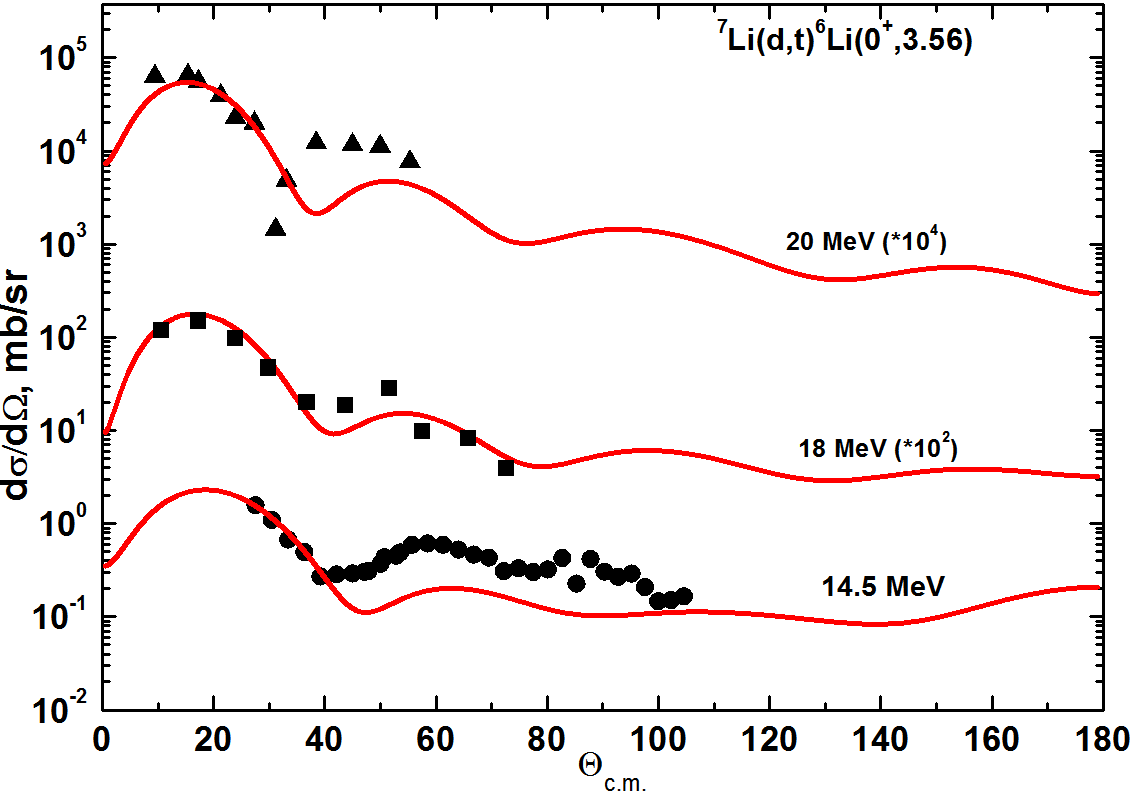 ⁷Li(d,t)⁶Li(0⁺,3.56)
10⁵
10⁴
10³
10²
10¹
10⁰
10⁻¹
10⁻²
dσ/dΩ, mb/sr
20 MeV (*10⁴)
18 MeV (*10²)
14.5 MeV
0 20 40 60 80 100 120 140 160 180
Θc.m.